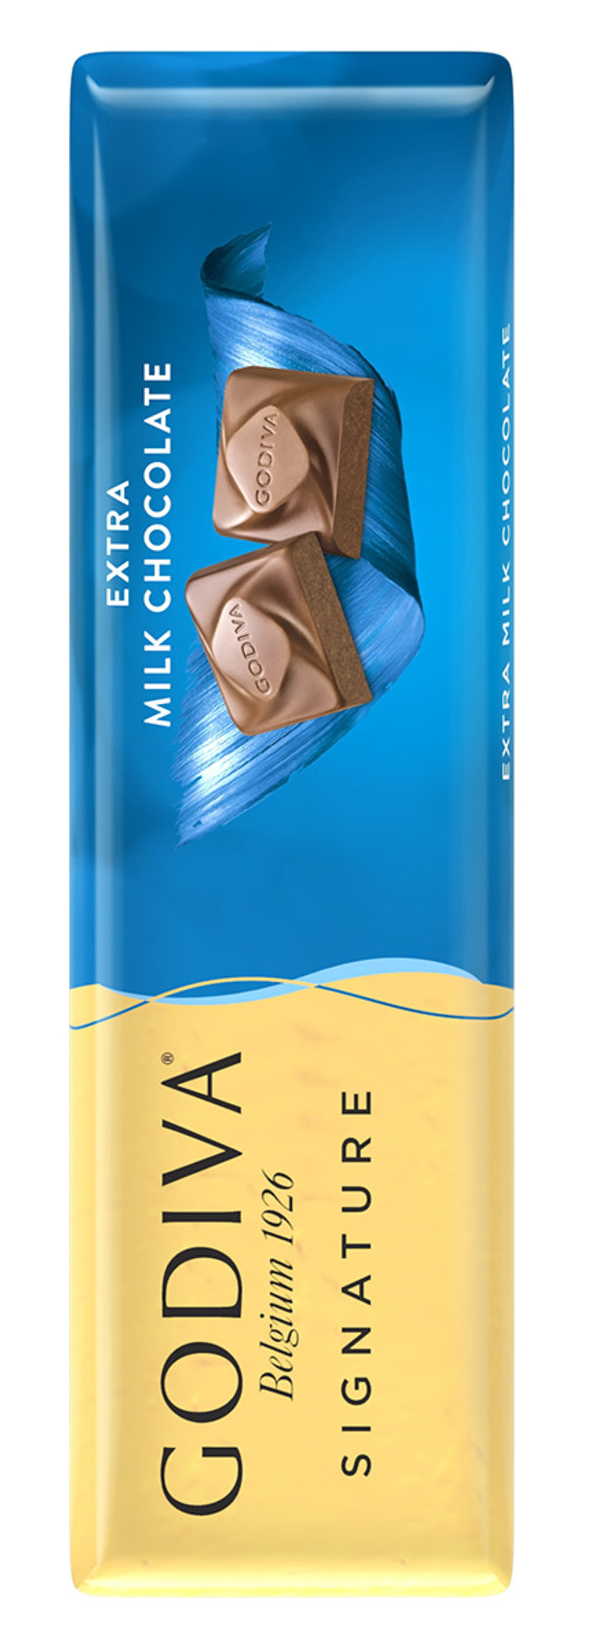 GODIVA®
Belgium 1926
SIGNATURE
EXTRA
MILK CHOCOLATE
GODIVA
GODIVA
EXTRA MILK CHOCOLATE